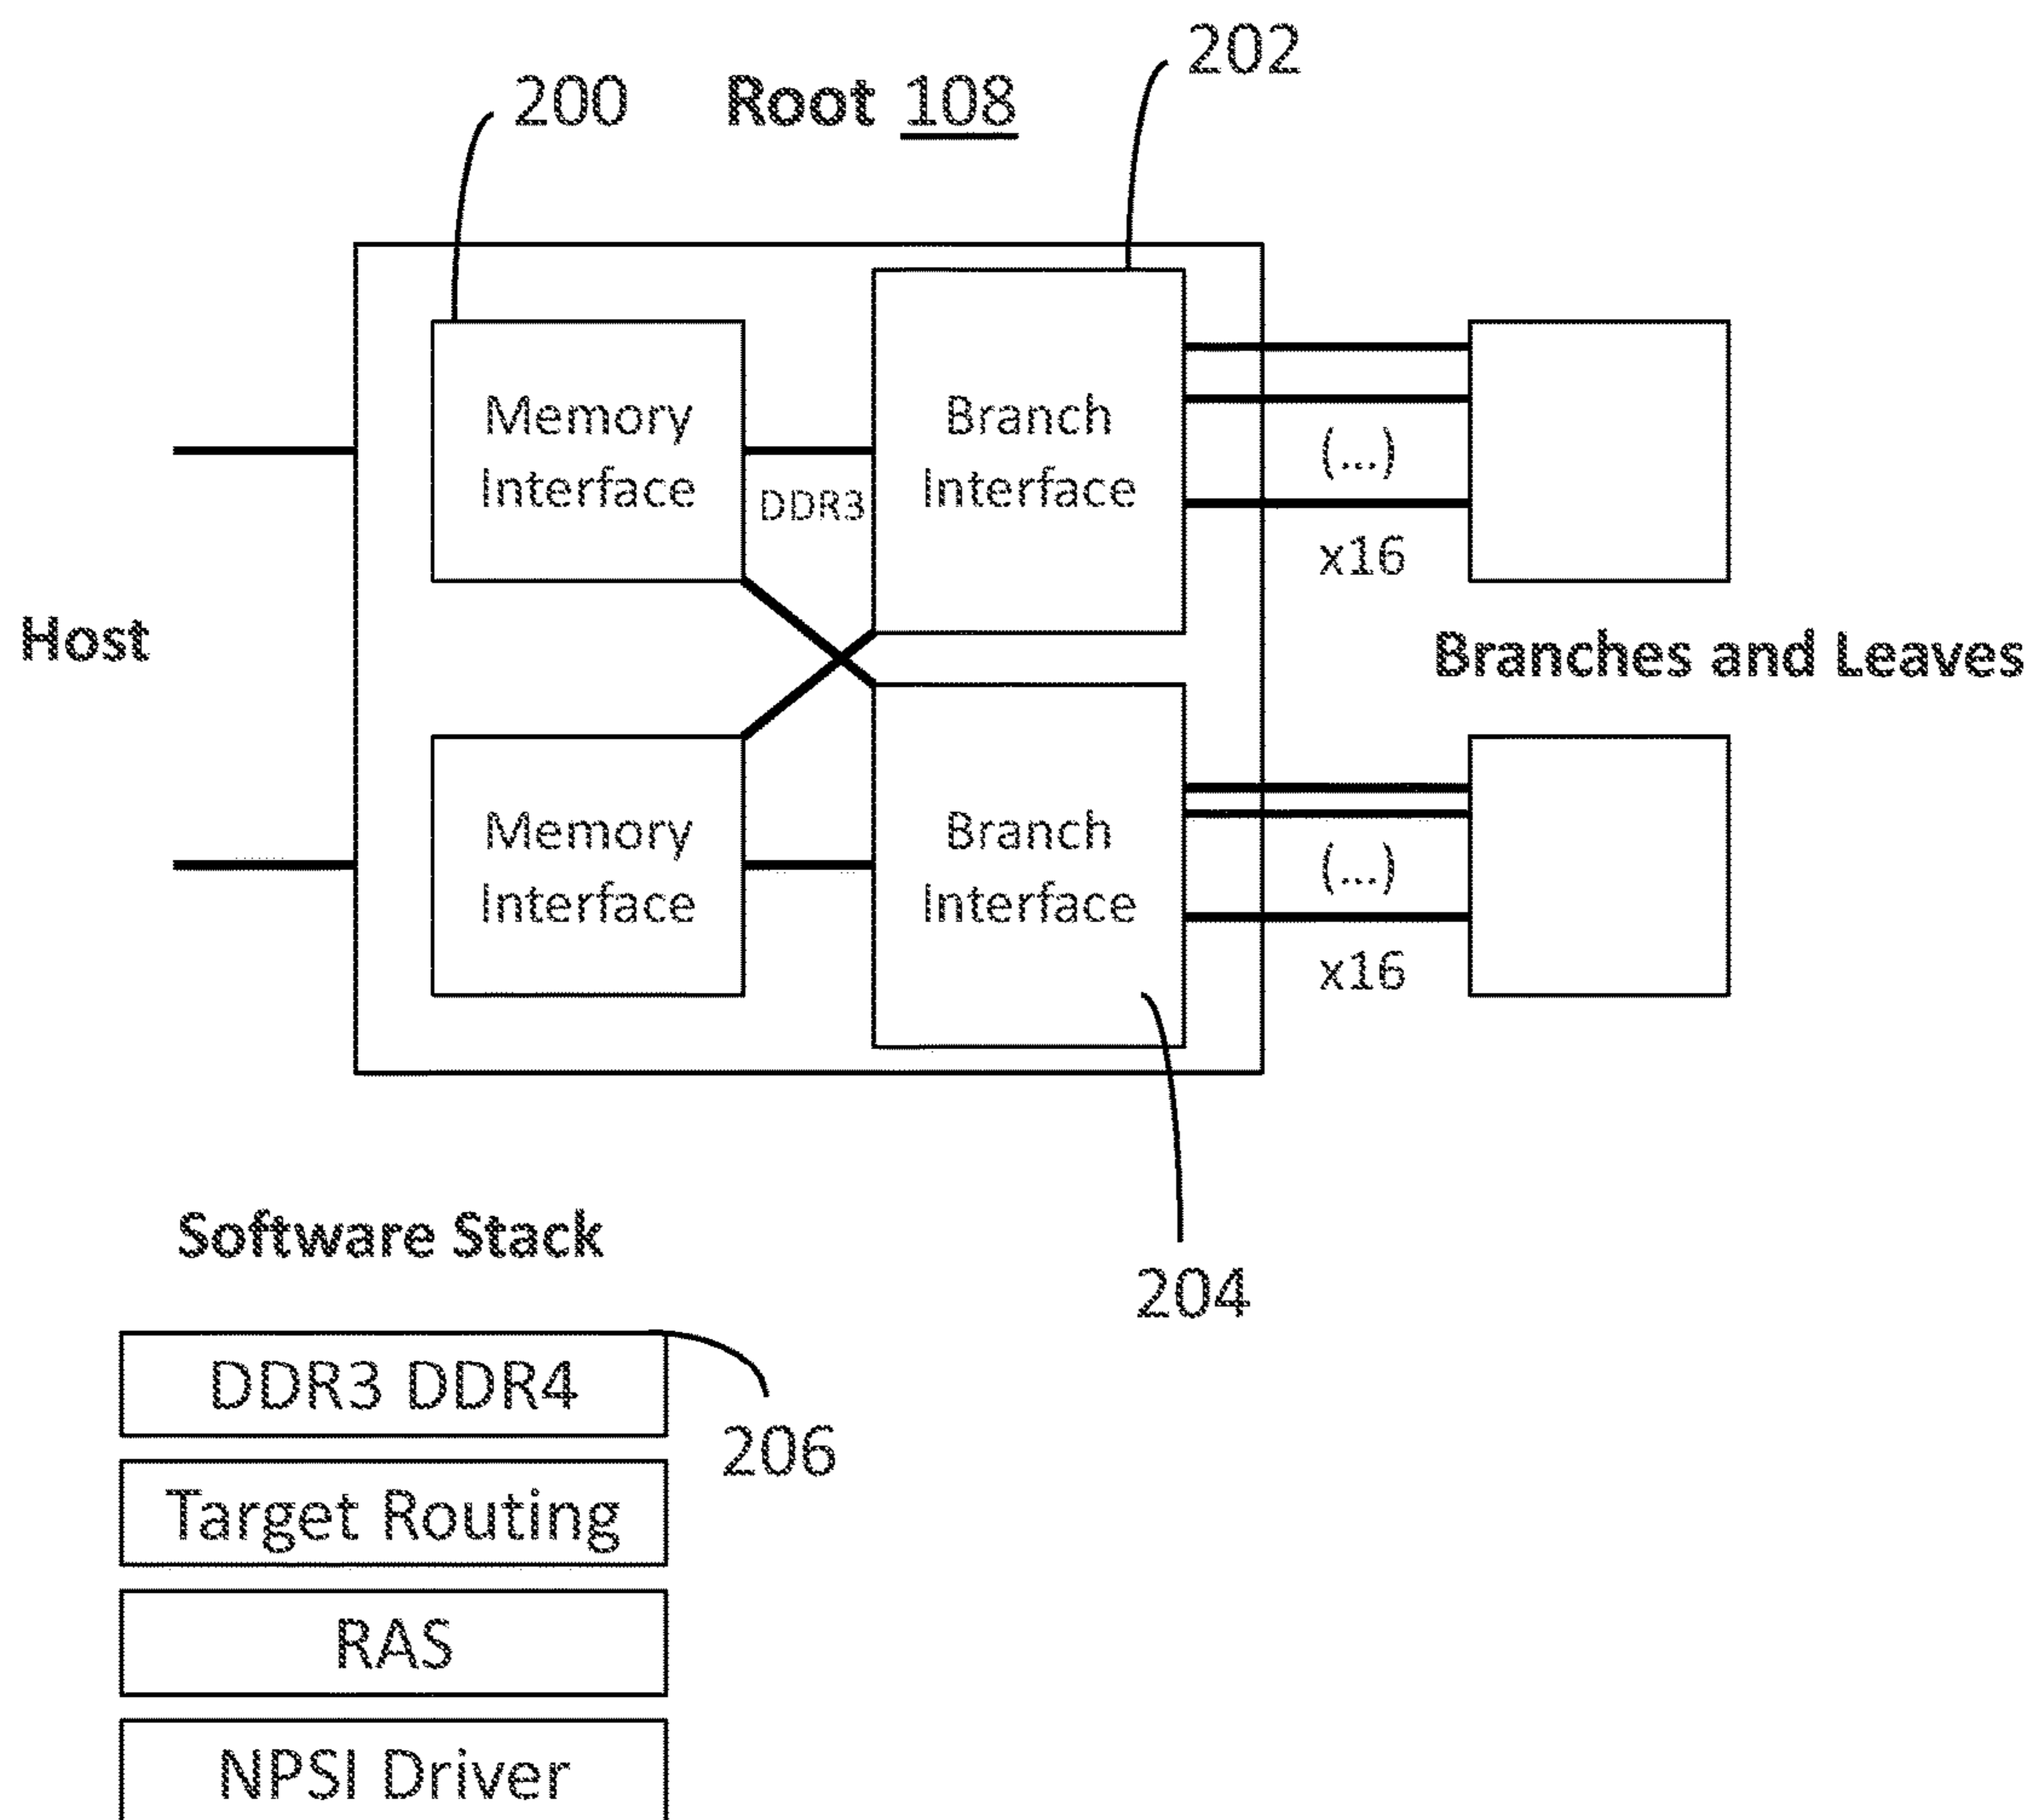 202
200 Root 108
Memory
Interface
DDR3
Branch
Interface
(...)
x16
Host
Branches and Leaves
Memory
Interface
Branch
Interface
(...)
x16
Software Stack
204
DDR3 DDR4
206
Target Routing
RAS
NPSI Driver